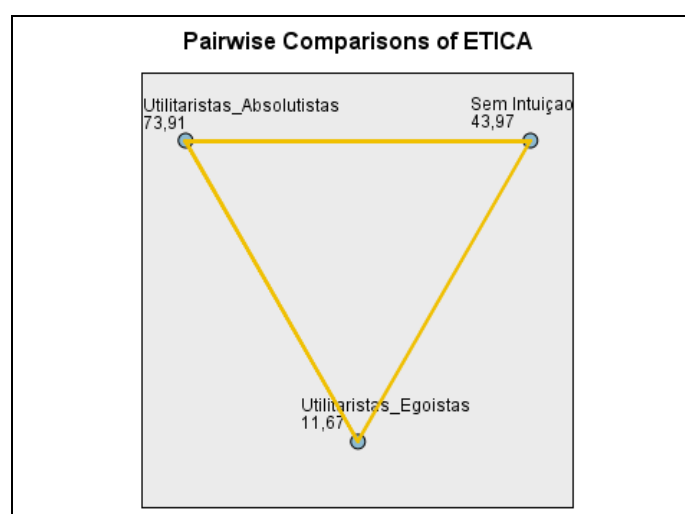 Pairwise Comparisons of ETICA
Utilitaristas_Absolutistas
73,91
Sem Intuiçao
43,97
Utilitaristas_Egoistas
11,67